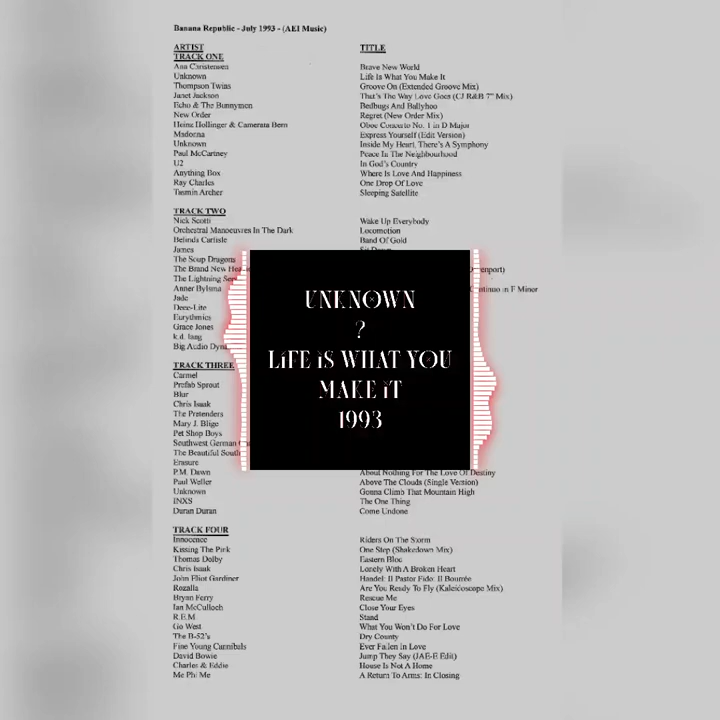 Banana Republic - July 1993 - (AEI Music)
ARTIST TITLE
TRACK ONE
Ana Christensen Brave New World
Unknown Life Is What You Make It
Thompson Twins Groove On (Extended Groove Mix)
Janet Jackson That's The Way Love Goes (CJ R&B 7" Mix)
Echo & The Bunnymen Bedbugs And Ballyhoo
New Order Regret (New Order Mix)
Heinz Hollinger & Camerata Bern Oboe Concerto No. 1 in D Major
Madonna Express Yourself (Edit Version)
Unknown Inside My Heart, There's A Symphony
Paul McCartney Peace In The Neighbourhood
U2 In God's Country
Anything Box Where Is Love And Happiness
Ray Charles One Drop Of Love
Tasmin Archer Sleeping Satellite
TRACK TWO
Nick Scotti Wake Up Everybody
Orchestral Manoeuvres In The Dark Locomotion
Belinda Carlisle Band Of Gold
James Sit Down
The Soup Dragons
The Brand New
The Lightning
Anner Bylsma Continuo in F Minor
Jade
Deee-Lite
Eurythmics
Grace Jones
k.d. lang
Big Audio
TRACK THREE
Carmel
Prefab Sprout
Blur
Chris Isaak
The Pretenders
Mary J. Blige
Pet Shop Boys
Southwest German
The Beautiful
Erasure
P.M. Dawn About Nothing For The Love Of Destiny
Paul Weller Above The Clouds (Single Version)
Unknown Gonna Climb That Mountain High
INXS The One Thing
Duran Duran Come Undone
TRACK FOUR
Innocence Riders On The Storm
Kissing The Pink One Step (Shakedown Mix)
Thomas Dolby Eastern Bloc
Chris Isaak Lonely With A Broken Heart
John Eliot Gardiner Handel: Il Pastor Fido: II Bourrée
Rozalla Are You Ready To Fly (Kaleidoscope Mix)
Bryan Ferry Rescue Me
Ian McCulloch Close Your Eyes
R.E.M Stand
Go West What You Won't Do For Love
The B-52's Dry County
Fine Young Cannibals Ever Fallen In Love
David Bowie Jump They Say (JAE-E Edit)
Charles & Eddie House Is Not A Home
Me Phi Me A Return To Arms: In Closing
UNKNOWN
?
LIFE IS WHAT YOU
MAKE IT
1993